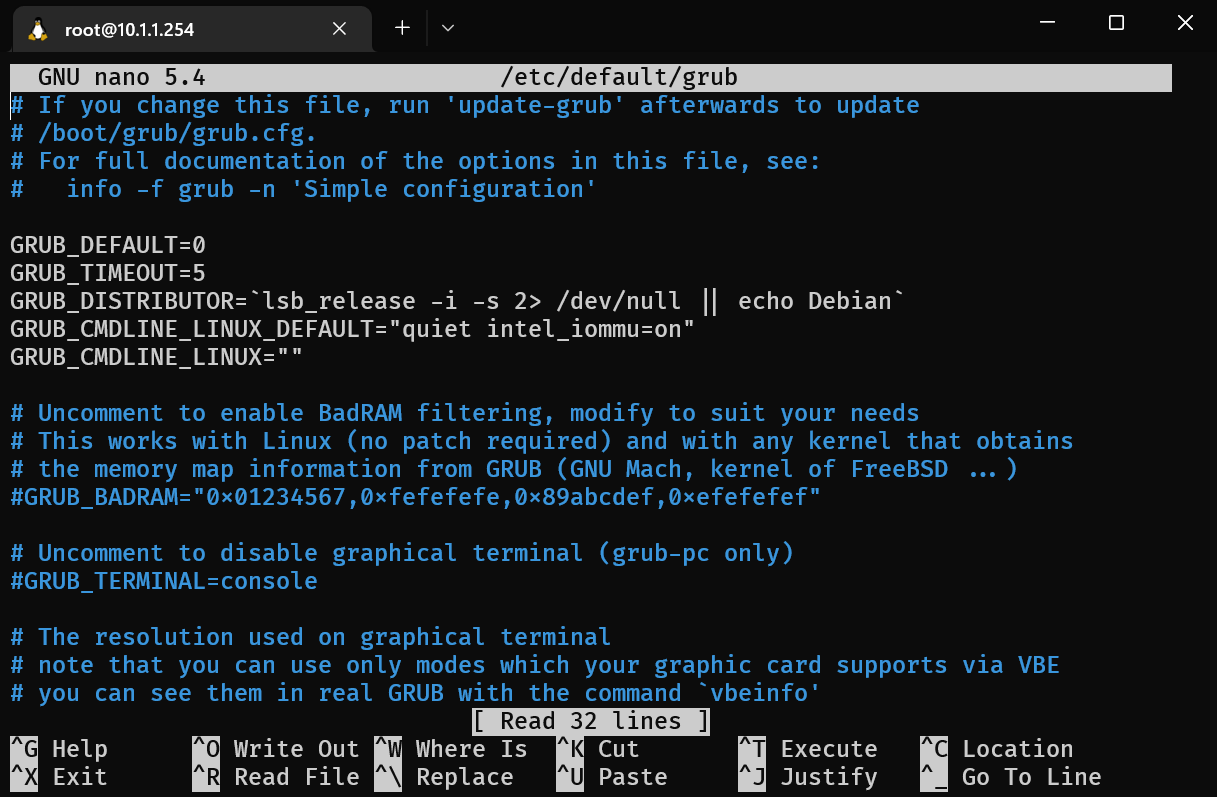 root@10.1.1.254
GNU nano 5.4 /etc/default/grub
# If you change this file, run 'update-grub' afterwards to update
# /boot/grub/grub.cfg.
# For full documentation of the options in this file, see:
#   info -f grub -n 'Simple configuration'
GRUB_DEFAULT=0
GRUB_TIMEOUT=5
GRUB_DISTRIBUTOR=`lsb_release -i -s 2> /dev/null || echo Debian`
GRUB_CMDLINE_LINUX_DEFAULT="quiet intel_iommu=on"
GRUB_CMDLINE_LINUX=""
# Uncomment to enable BadRAM filtering, modify to suit your needs
# This works with Linux (no patch required) and with any kernel that obtains
# the memory map information from GRUB (GNU Mach, kernel of FreeBSD ...)
#GRUB_BADRAM="0x01234567,0xfefefefe,0x89abcdef,0xefefefef"
# Uncomment to disable graphical terminal (grub-pc only)
#GRUB_TERMINAL=console
# The resolution used on graphical terminal
# note that you can use only modes which your graphic card supports via VBE
# you can see them in real GRUB with the command `vbeinfo'
[ Read 32 lines ]
^G Help ^O Write Out ^W Where Is ^K Cut ^T Execute ^C Location
^X Exit ^R Read File ^\ Replace ^U Paste ^J Justify ^_ Go To Line